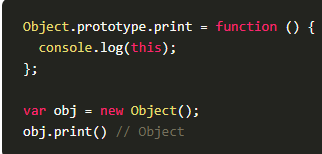 Object.prototype.print = function () {
  console.log(this);
};

var obj = new Object();
obj.print() // Object